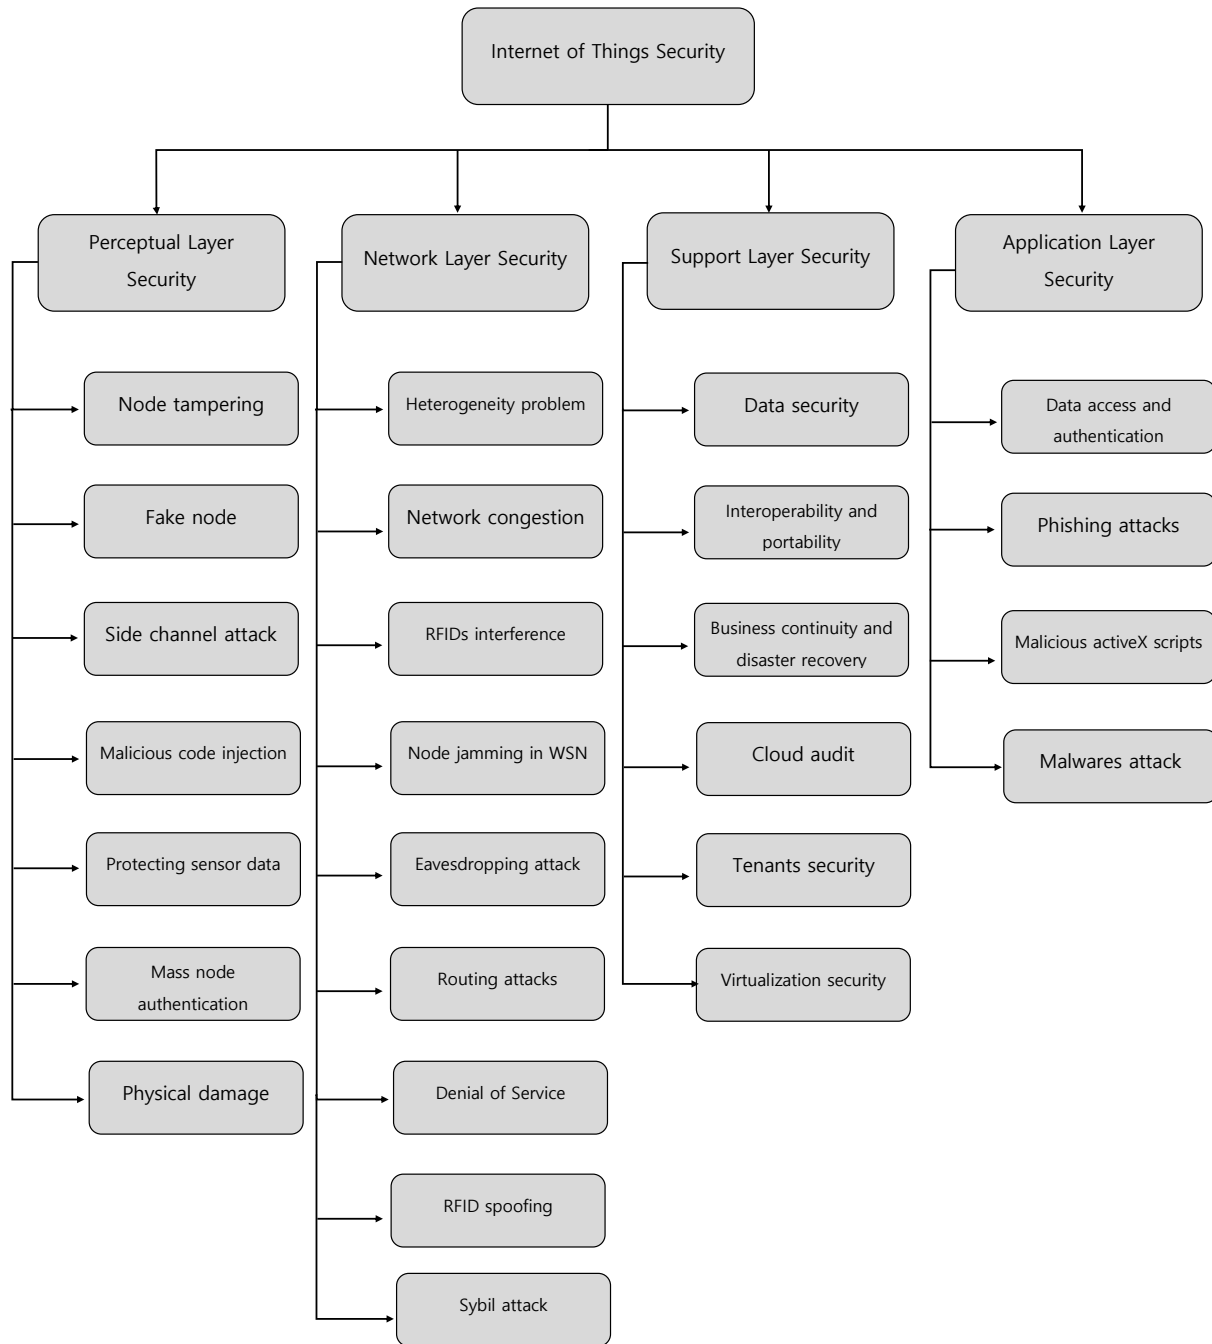 Internet of Things Security
Perceptual Layer
Security
Network Layer Security
Support Layer Security
Application Layer
Security
Node tampering
Fake node
Side channel attack
Malicious code injection
Protecting sensor data
Mass node
authentication
Physical damage
Heterogeneity problem
Network congestion
RFIDs interference
Node jamming in WSN
Eavesdropping attack
Routing attacks
Denial of Service
RFID spoofing
Sybil attack
Data security
Interoperability and
portability
Business continuity and
disaster recovery
Cloud audit
Tenants security
Virtualization security
Data access and
authentication
Phishing attacks
Malicious activeX scripts
Malwares attack